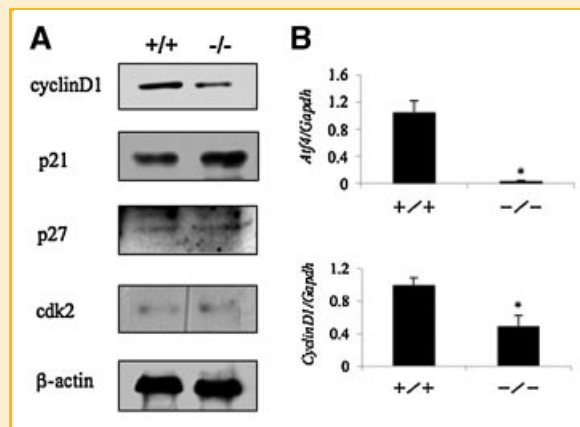 A
+/+ -/-
cyclinD1
p21
p27
cdk2
β-actin
B
Atf4/Gapdh
1.6
1.2
0.8
0.4
0
*
+/+ -/-
CyclinD1/Gapdh
1.2
0.8
0.4
0
*
+/+ -/-